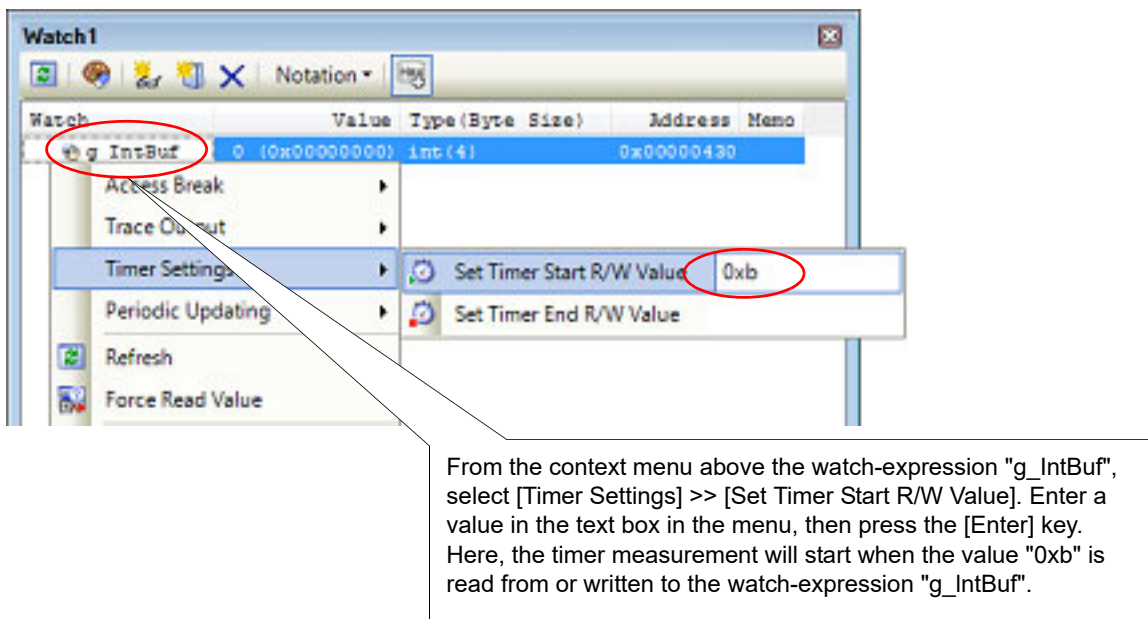 Watch1
Notation
Hex
Watch Value Type(Byte Size) Address Memo
g_IntBuf 0 (0x00000000) int(4) 0x00000430
Access Break
Trace Output
Timer Settings Set Timer Start R/W Value 0xb
Periodic Updating Set Timer End R/W Value
Refresh
Force Read Value
From the context menu above the watch-expression "g_IntBuf",
select [Timer Settings] >> [Set Timer Start R/W Value]. Enter a
value in the text box in the menu, then press the [Enter] key.
Here, the timer measurement will start when the value "0xb" is
read from or written to the watch-expression "g_IntBuf".